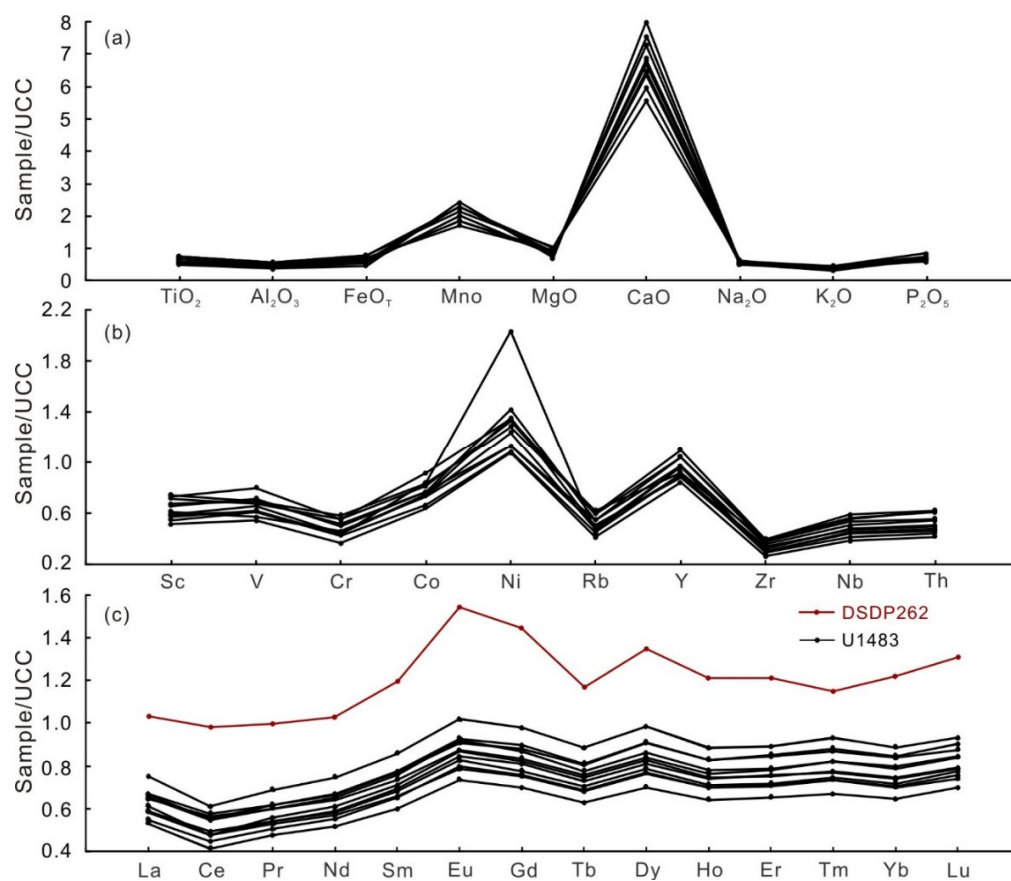 (a)
Sample/UCC
8
7
6
5
4
3
2
1
0
TiO₂ Al₂O₃ FeOT Mno MgO CaO Na₂O K₂O P₂O₅
(b)
Sample/UCC
2.2
1.8
1.4
1.0
0.6
0.2
Sc V Cr Co Ni Rb Y Zr Nb Th
(c)
Sample/UCC
1.6
1.4
1.2
1.0
0.8
0.6
0.4
DSDP262
U1483
La Ce Pr Nd Sm Eu Gd Tb Dy Ho Er Tm Yb Lu